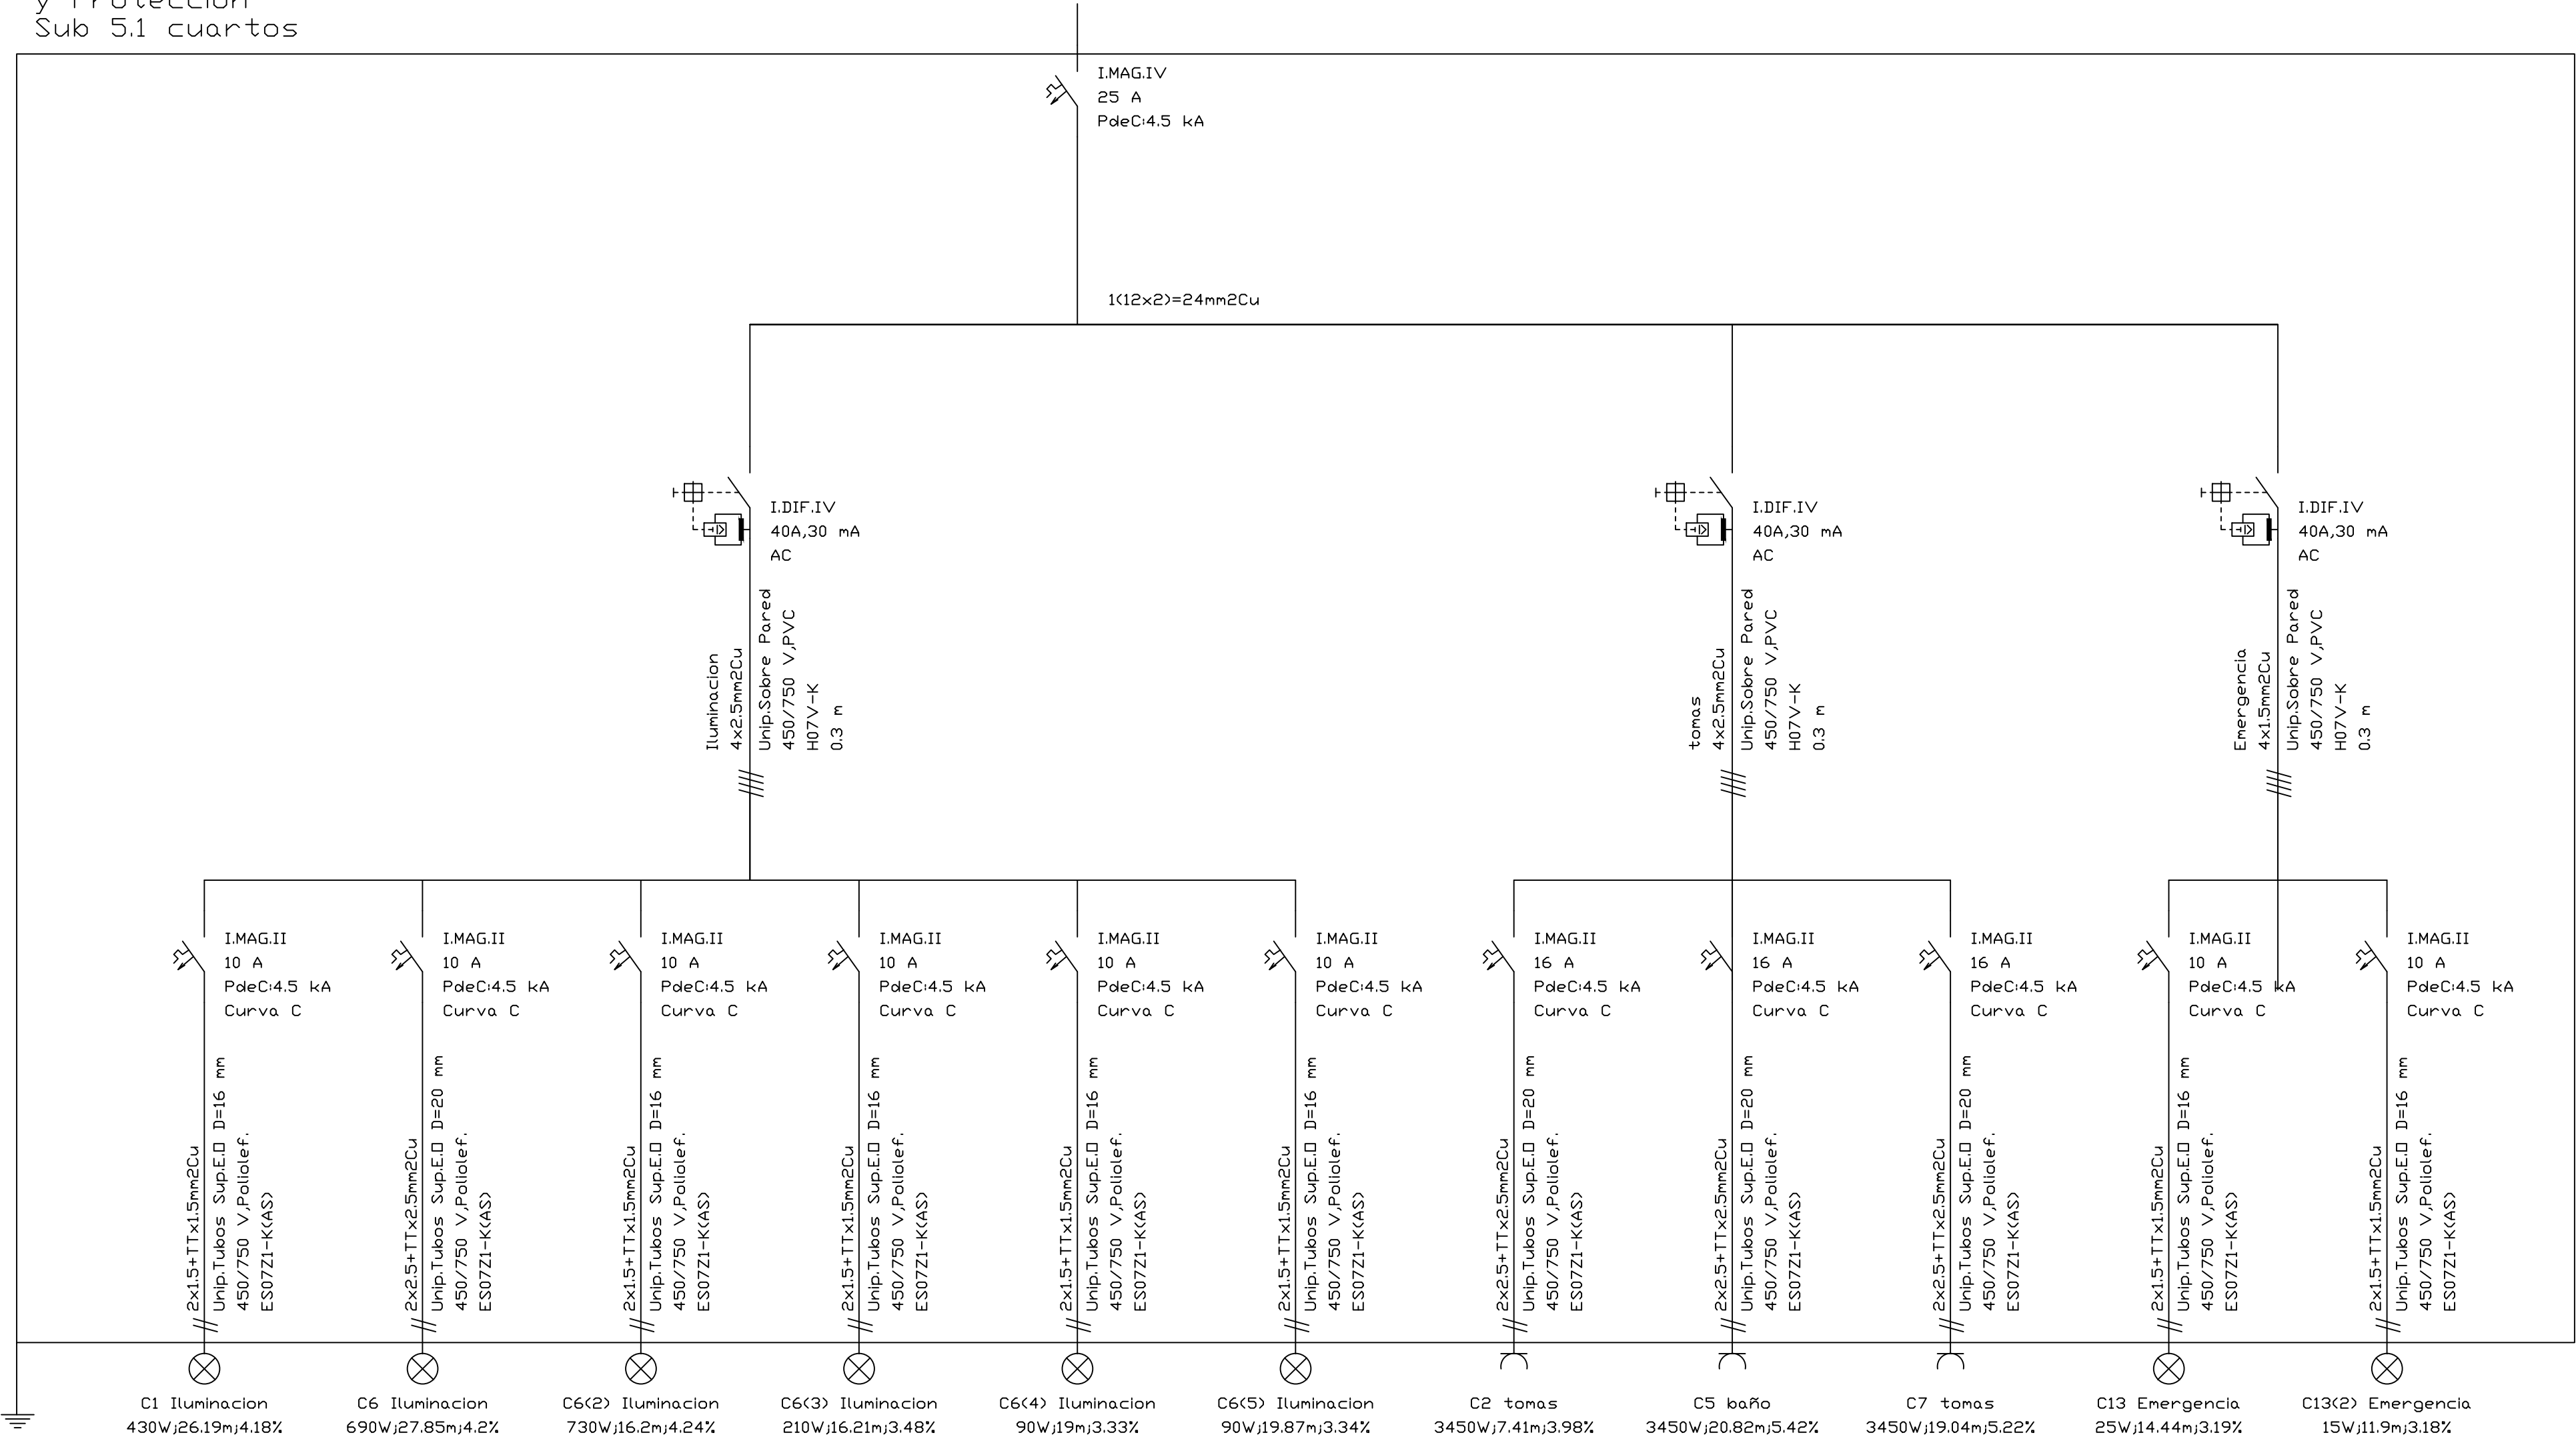 y Proteccion
Sub 5.1 cuartos
I.MAG.IV
25 A
PdeC:4.5 kA
1(12x2)=24mm2Cu
I.DIF.IV
40A,30 mA
AC
Iluminacion
4x2.5mm2Cu
Unip.Sobre Pared
450/750 V,PVC
H07V-K
0.3 m
I.DIF.IV
40A,30 mA
AC
tomas
4x2.5mm2Cu
Unip.Sobre Pared
450/750 V,PVC
H07V-K
0.3 m
I.DIF.IV
40A,30 mA
AC
Emergencia
4x1.5mm2Cu
Unip.Sobre Pared
450/750 V,PVC
H07V-K
0.3 m
I.MAG.II
10 A
PdeC:4.5 kA
Curva C
2x1.5+TTx1.5mm2Cu
Unip.Tubos Sup.E.□ D=16 mm
450/750 V,Poliolef.
ES07Z1-K(AS)
C1 Iluminacion
430W;26.19m;4.18%
I.MAG.II
10 A
PdeC:4.5 kA
Curva C
2x2.5+TTx2.5mm2Cu
Unip.Tubos Sup.E.□ D=20 mm
450/750 V,Poliolef.
ES07Z1-K(AS)
C6 Iluminacion
690W;27.85m;4.2%
I.MAG.II
10 A
PdeC:4.5 kA
Curva C
2x1.5+TTx1.5mm2Cu
Unip.Tubos Sup.E.□ D=16 mm
450/750 V,Poliolef.
ES07Z1-K(AS)
C6(2) Iluminacion
730W;16.2m;4.24%
I.MAG.II
10 A
PdeC:4.5 kA
Curva C
2x1.5+TTx1.5mm2Cu
Unip.Tubos Sup.E.□ D=16 mm
450/750 V,Poliolef.
ES07Z1-K(AS)
C6(3) Iluminacion
210W;16.21m;3.48%
I.MAG.II
10 A
PdeC:4.5 kA
Curva C
2x1.5+TTx1.5mm2Cu
Unip.Tubos Sup.E.□ D=16 mm
450/750 V,Poliolef.
ES07Z1-K(AS)
C6(4) Iluminacion
90W;19m;3.33%
I.MAG.II
10 A
PdeC:4.5 kA
Curva C
2x1.5+TTx1.5mm2Cu
Unip.Tubos Sup.E.□ D=16 mm
450/750 V,Poliolef.
ES07Z1-K(AS)
C6(5) Iluminacion
90W;19.87m;3.34%
I.MAG.II
16 A
PdeC:4.5 kA
Curva C
2x2.5+TTx2.5mm2Cu
Unip.Tubos Sup.E.□ D=20 mm
450/750 V,Poliolef.
ES07Z1-K(AS)
C2 tomas
3450W;7.41m;3.98%
I.MAG.II
16 A
PdeC:4.5 kA
Curva C
2x2.5+TTx2.5mm2Cu
Unip.Tubos Sup.E.□ D=20 mm
450/750 V,Poliolef.
ES07Z1-K(AS)
C5 baño
3450W;20.82m;5.42%
I.MAG.II
16 A
PdeC:4.5 kA
Curva C
2x2.5+TTx2.5mm2Cu
Unip.Tubos Sup.E.□ D=20 mm
450/750 V,Poliolef.
ES07Z1-K(AS)
C7 tomas
3450W;19.04m;5.22%
I.MAG.II
10 A
PdeC:4.5 kA
Curva C
2x1.5+TTx1.5mm2Cu
Unip.Tubos Sup.E.□ D=16 mm
450/750 V,Poliolef.
ES07Z1-K(AS)
C13 Emergencia
25W;14.44m;3.19%
I.MAG.II
10 A
PdeC:4.5 kA
Curva C
2x1.5+TTx1.5mm2Cu
Unip.Tubos Sup.E.□ D=16 mm
450/750 V,Poliolef.
ES07Z1-K(AS)
C13(2) Emergencia
15W;11.9m;3.18%